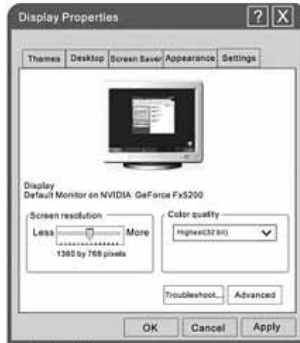 Display Properties ? X
Themes Desktop Screen Saver Appearance Settings
Display
Default Monitor on NVIDIA GeForce Fx5200
Screen resolution
Less More
1360 by 768 pixels
Color quality
Highest(32 bit)
Troubleshoot... Advanced
OK Cancel Apply